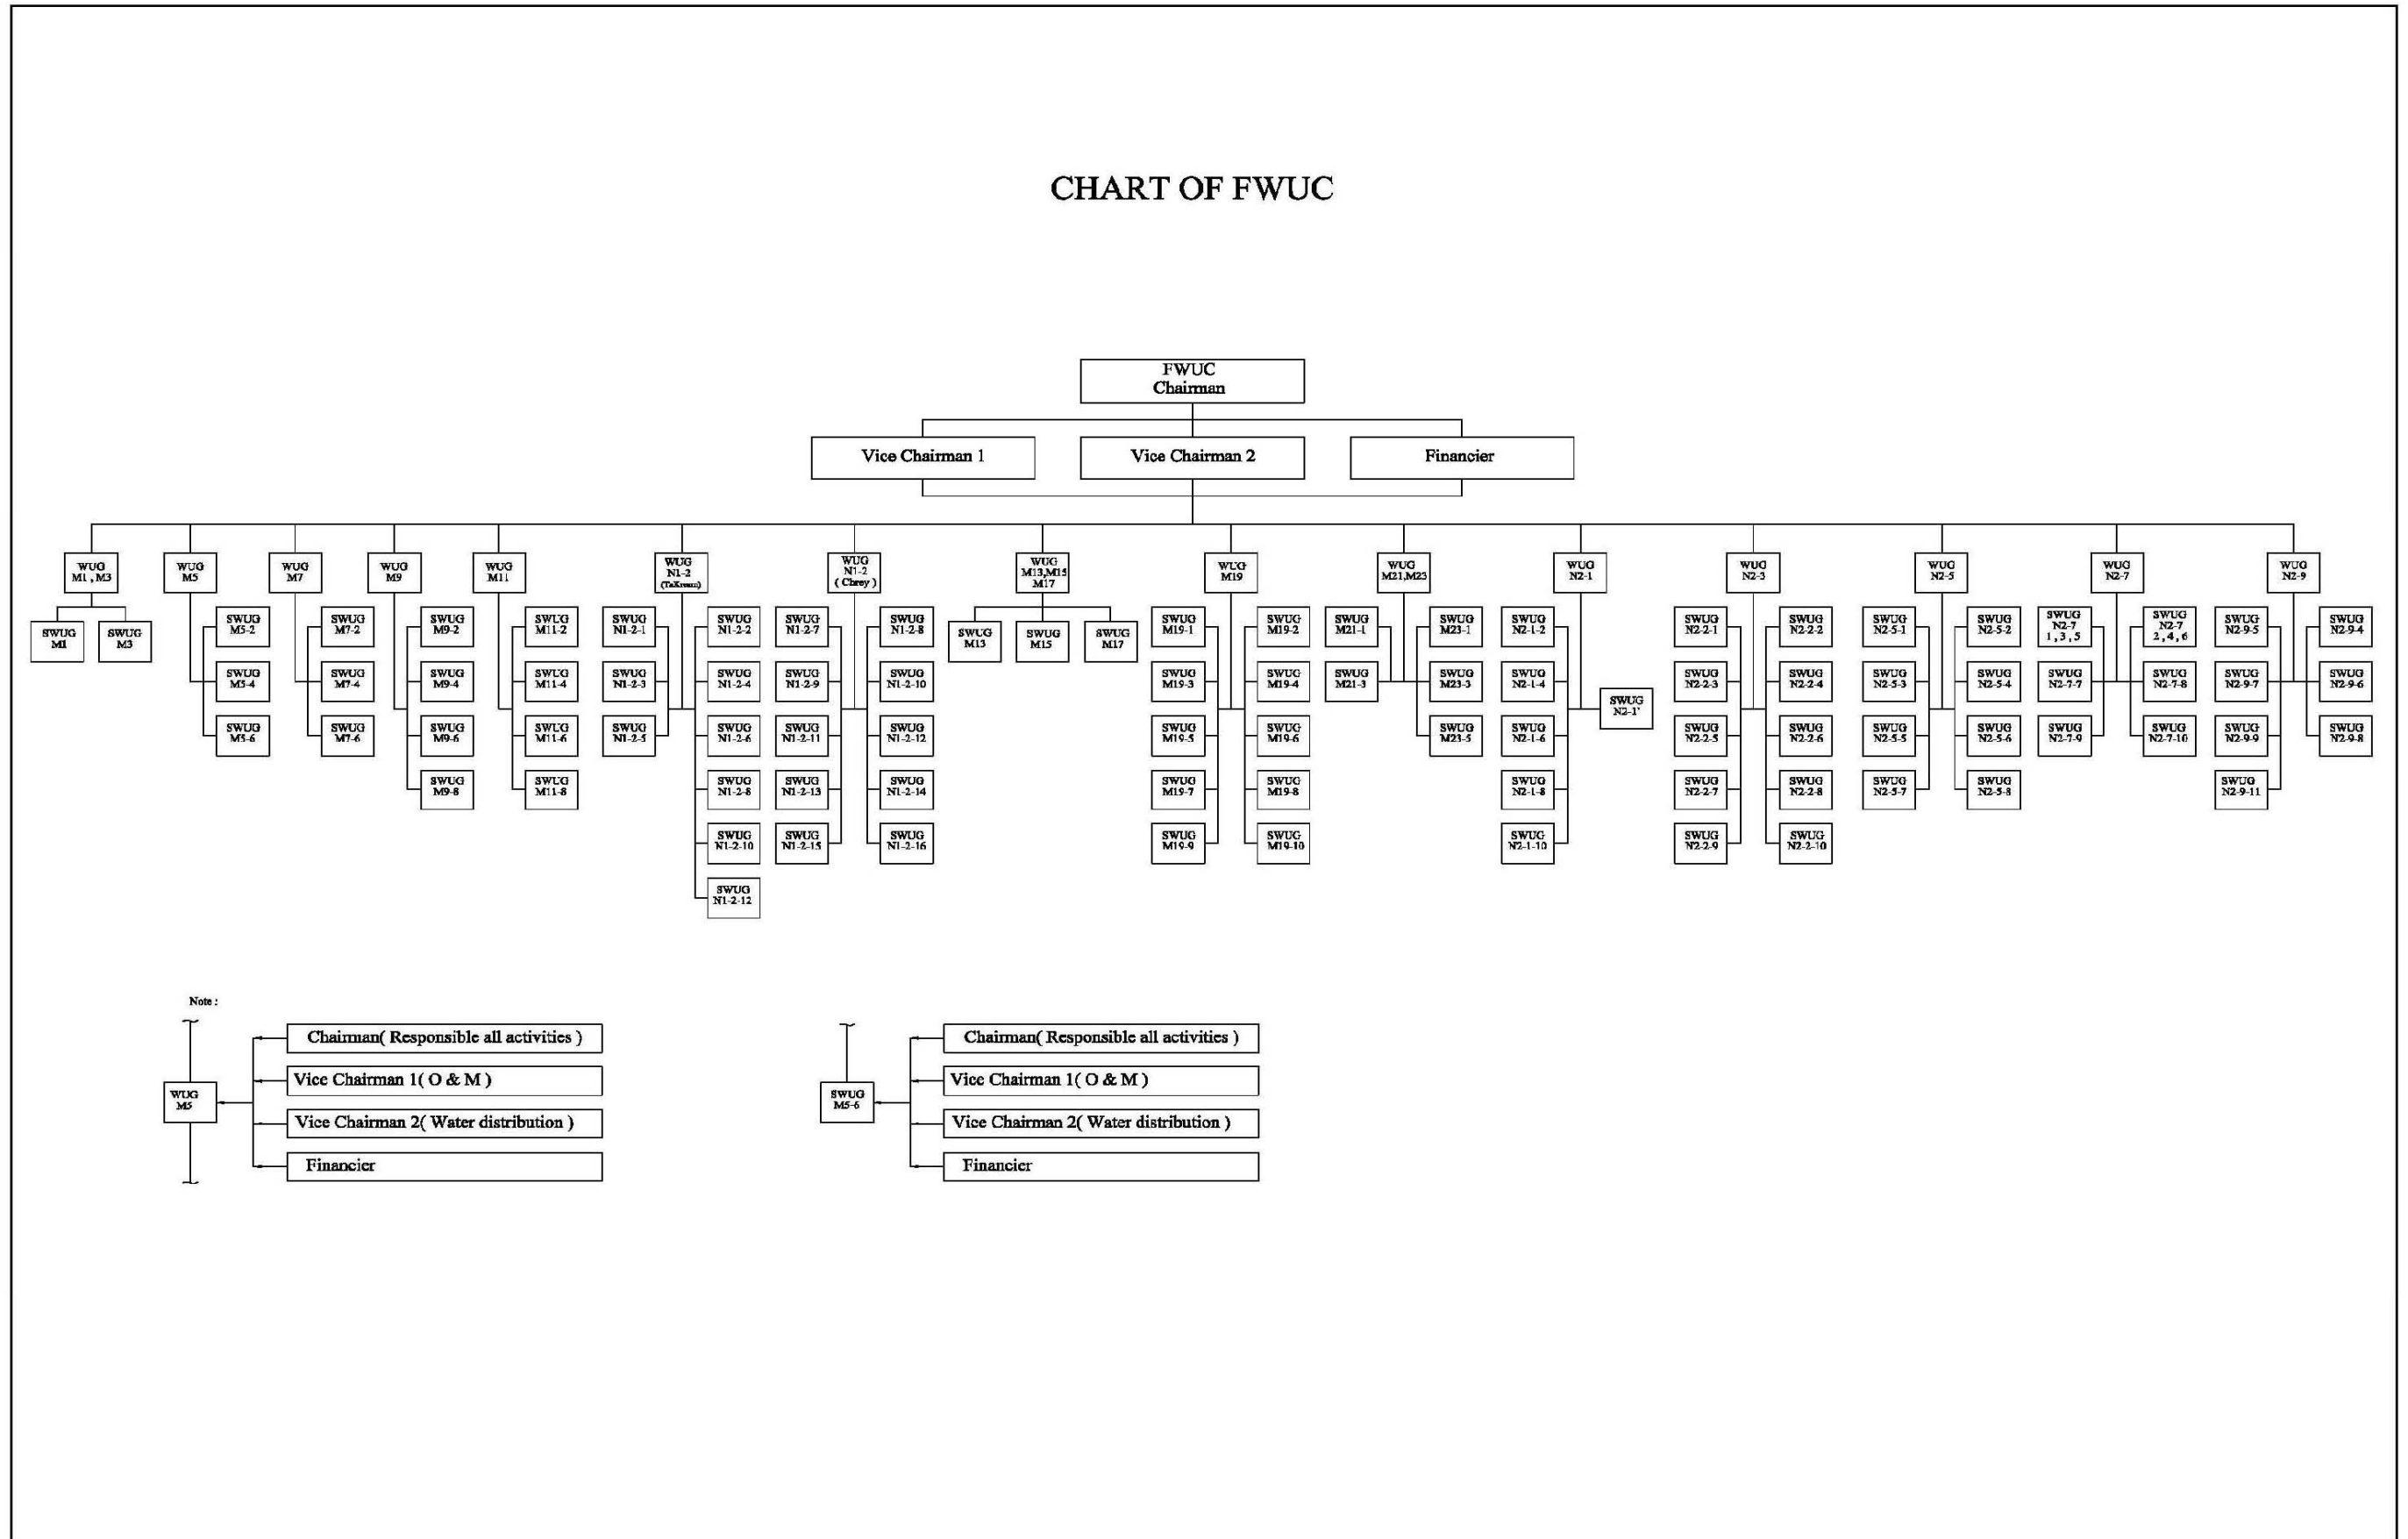 CHART OF FWUC
FWUC
Chairman
Vice Chairman 1
Vice Chairman 2
Financier
WUG
M1 , M3
WUG
M5
WUG
M7
WUG
M9
WUG
M11
WUG
N1-2
(TaKream)
WUG
N1-2
( Chrey )
WUG
M13,M15
M17
WUG
M19
WUG
M21,M23
WUG
N2-1
WUG
N2-3
WUG
N2-5
WUG
N2-7
WUG
N2-9
SWUG
M1
SWUG
M3
SWUG
M5-2
SWUG
M5-4
SWUG
M5-6
SWUG
M7-2
SWUG
M7-4
SWUG
M7-6
SWUG
M9-2
SWUG
M9-4
SWUG
M9-6
SWUG
M9-8
SWUG
M11-2
SWUG
M11-4
SWUG
M11-6
SWUG
M11-8
SWUG
N1-2-1
SWUG
N1-2-3
SWUG
N1-2-5
SWUG
N1-2-2
SWUG
N1-2-4
SWUG
N1-2-6
SWUG
N1-2-8
SWUG
N1-2-10
SWUG
N1-2-12
SWUG
N1-2-7
SWUG
N1-2-9
SWUG
N1-2-11
SWUG
N1-2-13
SWUG
N1-2-15
SWUG
N1-2-8
SWUG
N1-2-10
SWUG
N1-2-12
SWUG
N1-2-14
SWUG
N1-2-16
SWUG
M13
SWUG
M15
SWUG
M17
SWUG
M19-1
SWUG
M19-3
SWUG
M19-5
SWUG
M19-7
SWUG
M19-9
SWUG
M19-2
SWUG
M19-4
SWUG
M19-6
SWUG
M19-8
SWUG
M19-10
SWUG
M21-1
SWUG
M21-3
SWUG
M23-1
SWUG
M23-3
SWUG
M23-5
SWUG
N2-1-2
SWUG
N2-1-4
SWUG
N2-1-6
SWUG
N2-1-8
SWUG
N2-1-10
SWUG
N2-1'
SWUG
N2-2-1
SWUG
N2-2-3
SWUG
N2-2-5
SWUG
N2-2-7
SWUG
N2-2-9
SWUG
N2-2-2
SWUG
N2-2-4
SWUG
N2-2-6
SWUG
N2-2-8
SWUG
N2-2-10
SWUG
N2-5-1
SWUG
N2-5-3
SWUG
N2-5-5
SWUG
N2-5-7
SWUG
N2-5-2
SWUG
N2-5-4
SWUG
N2-5-6
SWUG
N2-5-8
SWUG
N2-7
1 , 3 , 5
SWUG
N2-7-7
SWUG
N2-7-9
SWUG
N2-7
2 , 4 , 6
SWUG
N2-7-8
SWUG
N2-7-10
SWUG
N2-9-5
SWUG
N2-9-7
SWUG
N2-9-9
SWUG
N2-9-11
SWUG
N2-9-4
SWUG
N2-9-6
SWUG
N2-9-8
Note :
WUG
M5
Chairman( Responsible all activities )
Vice Chairman 1( O & M )
Vice Chairman 2( Water distribution )
Financier
SWUG
M5-6
Chairman( Responsible all activities )
Vice Chairman 1( O & M )
Vice Chairman 2( Water distribution )
Financier